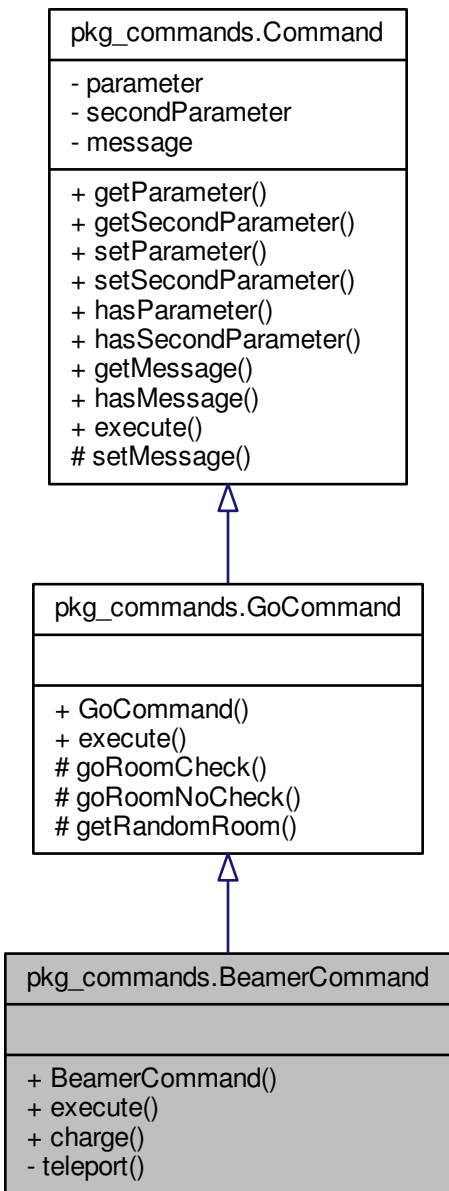 pkg_commands.Command
- parameter
- secondParameter
- message
+ getParameter()
+ getSecondParameter()
+ setParameter()
+ setSecondParameter()
+ hasParameter()
+ hasSecondParameter()
+ getMessage()
+ hasMessage()
+ execute()
# setMessage()
pkg_commands.GoCommand
+ GoCommand()
+ execute()
# goRoomCheck()
# goRoomNoCheck()
# getRandomRoom()
pkg_commands.BeamerCommand
+ BeamerCommand()
+ execute()
+ charge()
- teleport()